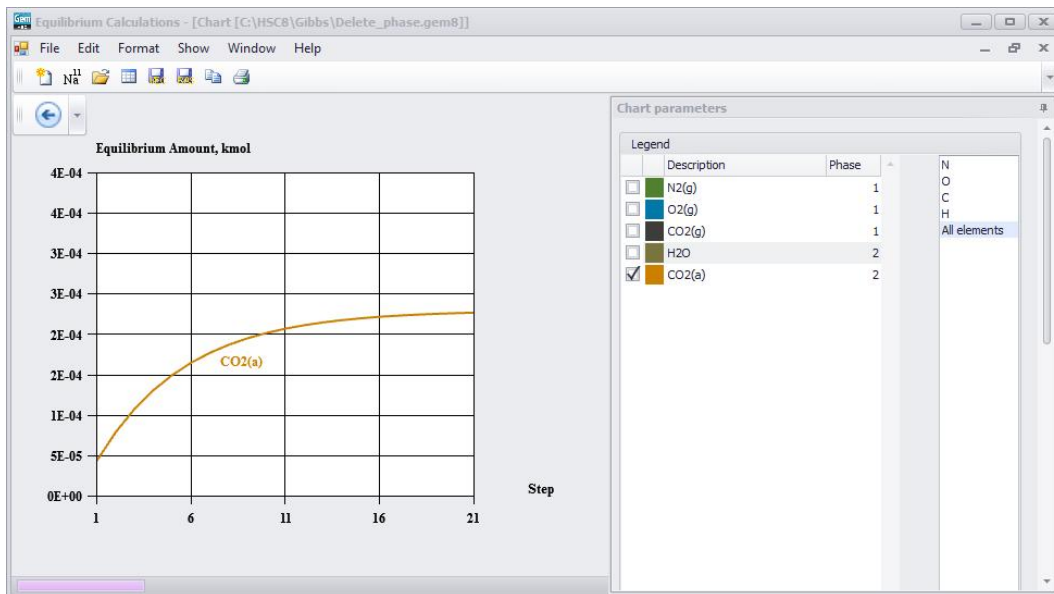 Equilibrium Calculations - [Chart [C:\HSC8\Gibbs\Delete_phase.gem8]]
File Edit Format Show Window Help
Chart parameters
Legend
Description Phase
N2(g) 1
O2(g) 1
CO2(g) 1
H2O 2
CO2(a) 2
N
O
C
H
All elements
Equilibrium Amount, kmol
4E-04
4E-04
3E-04
3E-04
2E-04
2E-04
1E-04
5E-05
0E+00
CO2(a)
1 6 11 16 21
Step